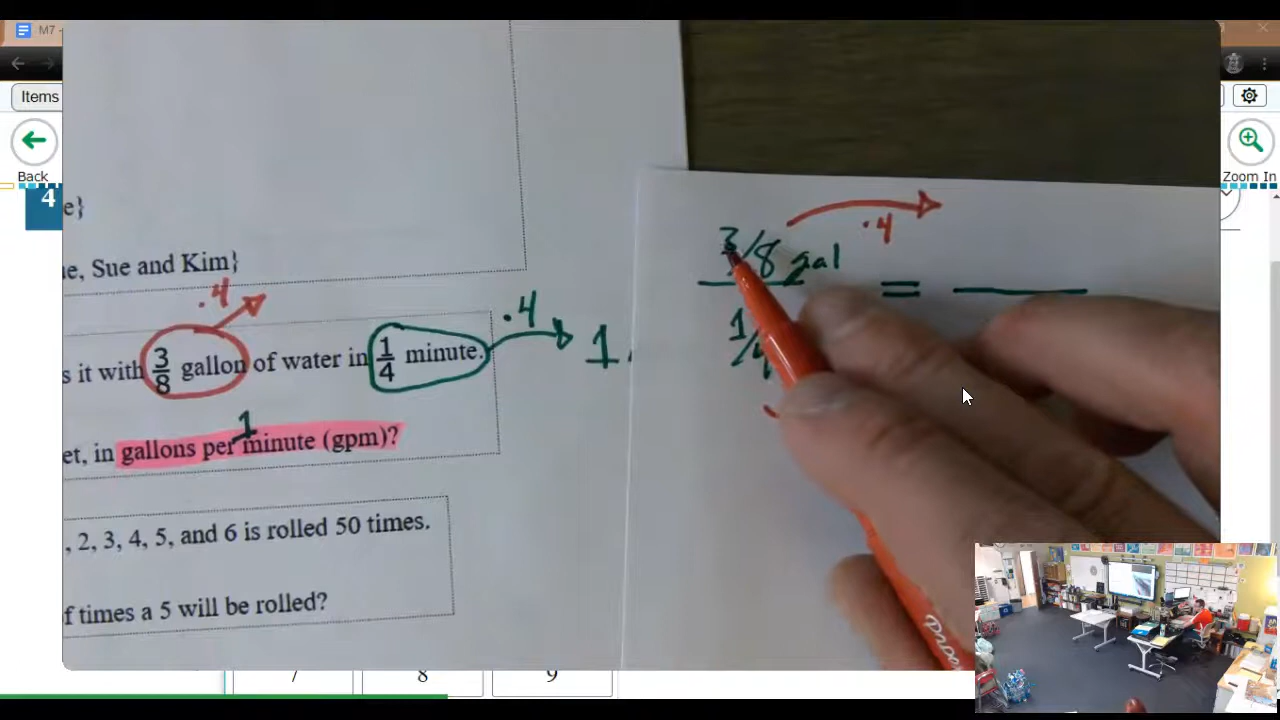 M7 -
Items
Back
Zoom In
4
e}
ne, Sue and Kim}
· 4
s it with 3/8 gallon of water in 1/4 minute.
· 4
1
1
et, in gallons per minute (gpm)?
, 2, 3, 4, 5, and 6 is rolled 50 times.
f times a 5 will be rolled?
· 4
3/8 gal
=
1/4
7 8 9